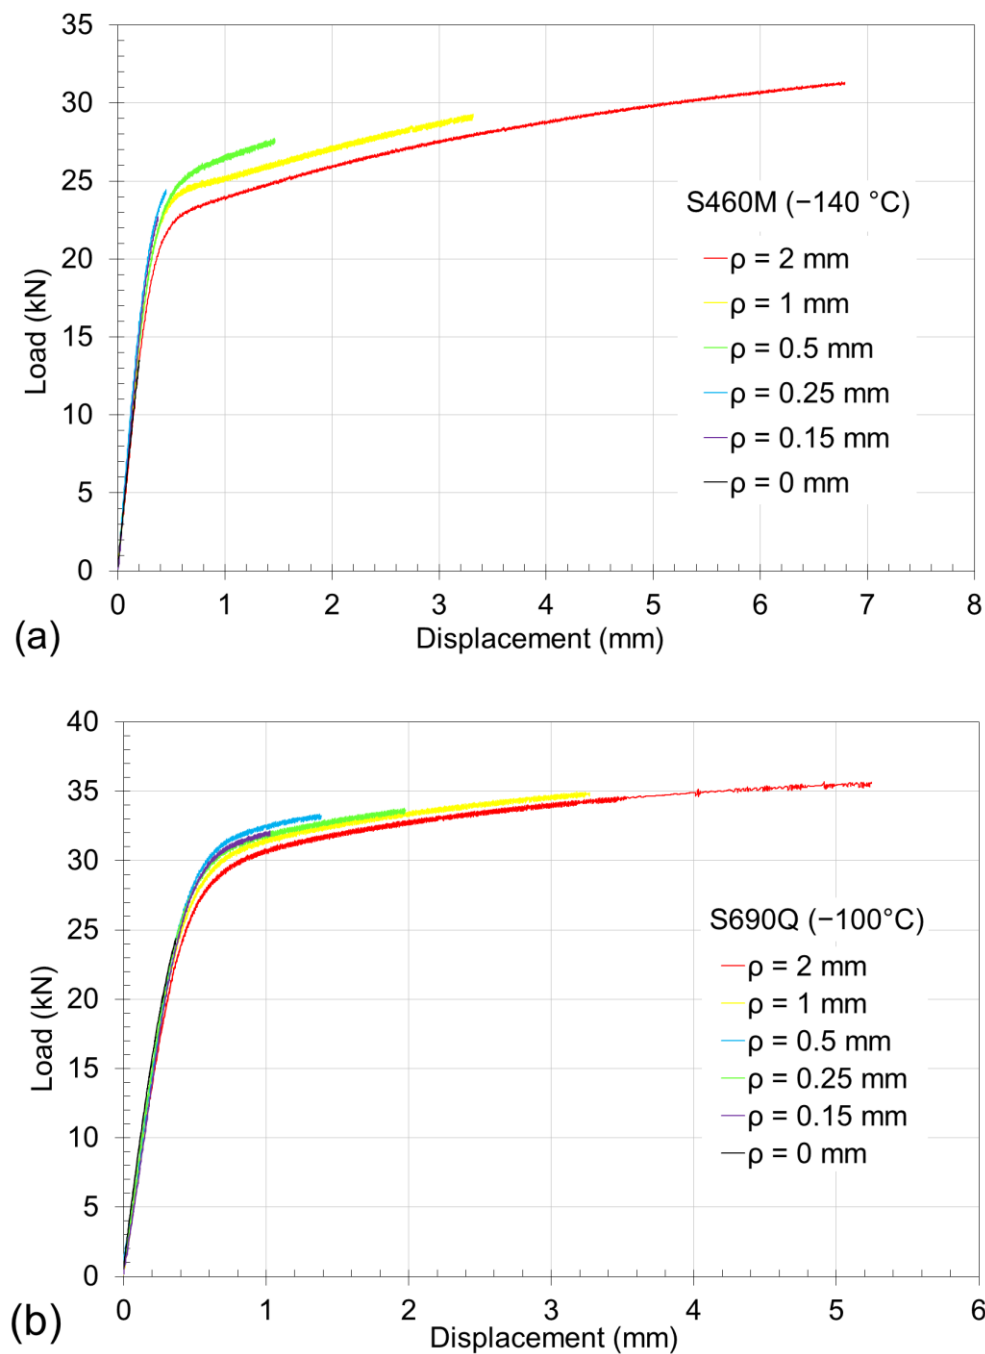 35
30
25
20
15
10
5
0
Load (kN)
S460M (−140 °C)
ρ = 2 mm
ρ = 1 mm
ρ = 0.5 mm
ρ = 0.25 mm
ρ = 0.15 mm
ρ = 0 mm
0 1 2 3 4 5 6 7 8
Displacement (mm)
(a)
40
35
30
25
20
15
10
5
0
Load (kN)
S690Q (−100°C)
ρ = 2 mm
ρ = 1 mm
ρ = 0.5 mm
ρ = 0.25 mm
ρ = 0.15 mm
ρ = 0 mm
0 1 2 3 4 5 6
Displacement (mm)
(b)